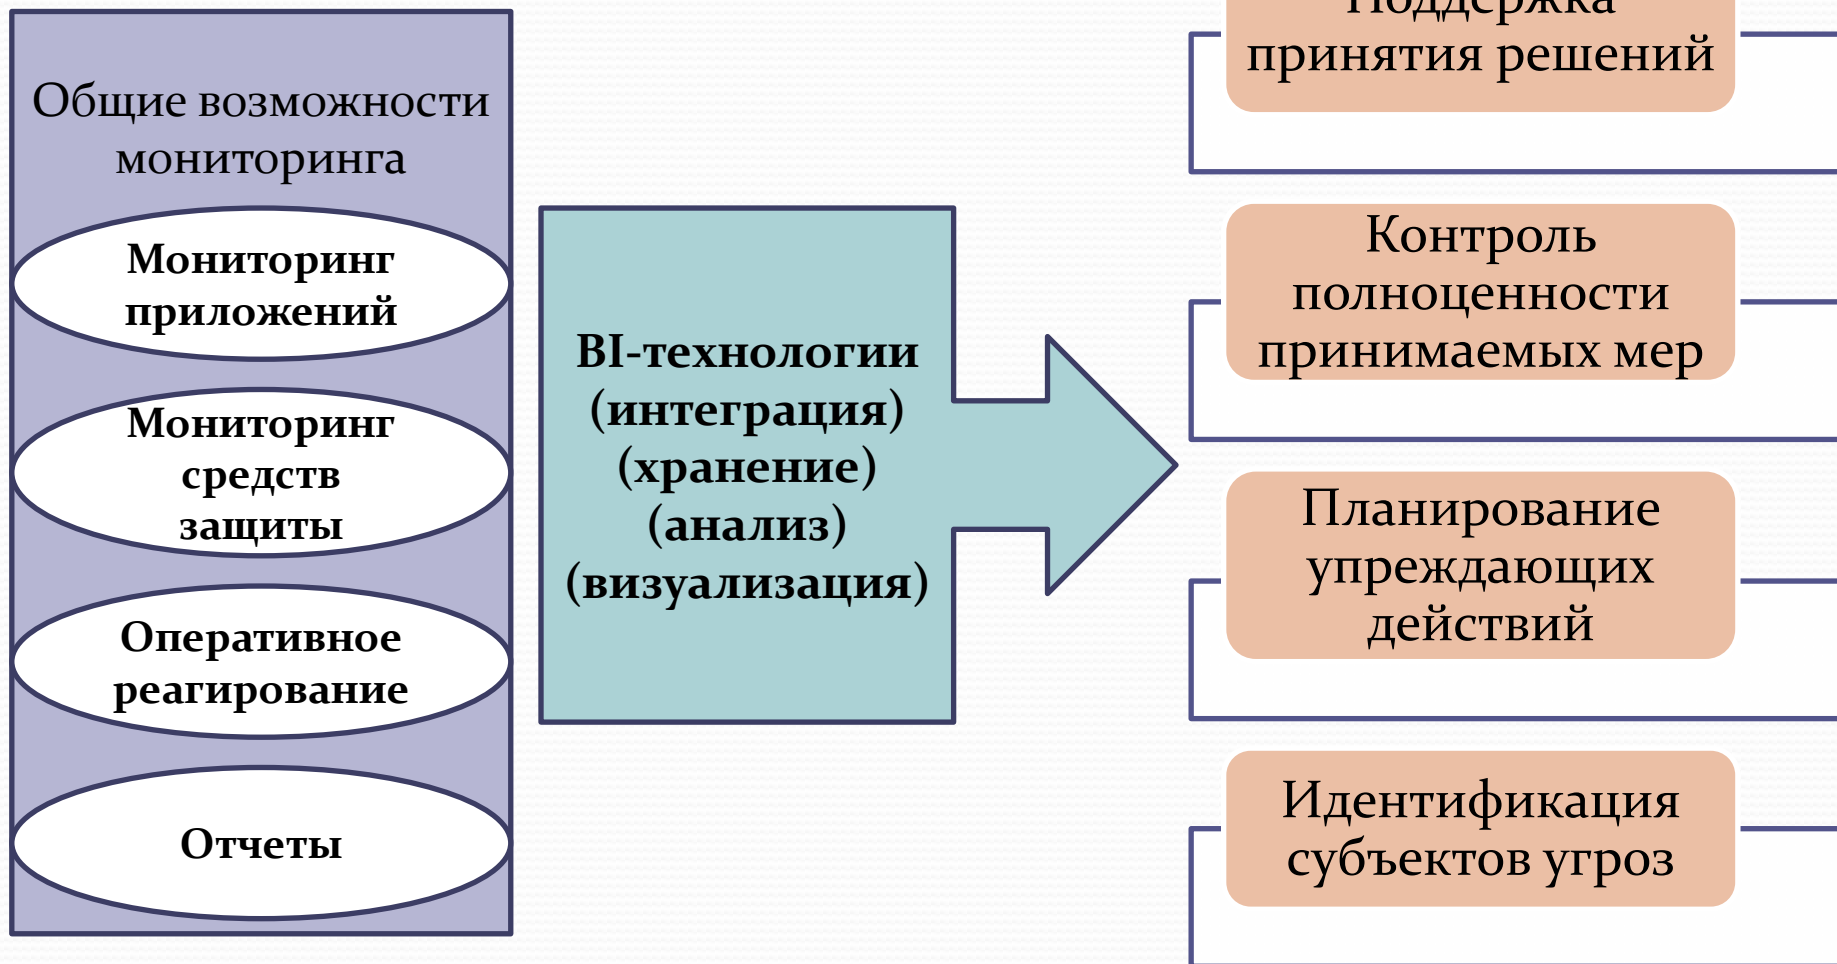 Общие возможности
мониторинга
Мониторинг
приложений
Мониторинг
средств
защиты
Оперативное
реагирование
Отчеты
BI-технологии
(интеграция)
(хранение)
(анализ)
(визуализация)
Поддержка
принятия решений
Контроль
полноценности
принимаемых мер
Планирование
упреждающих
действий
Идентификация
субъектов угроз